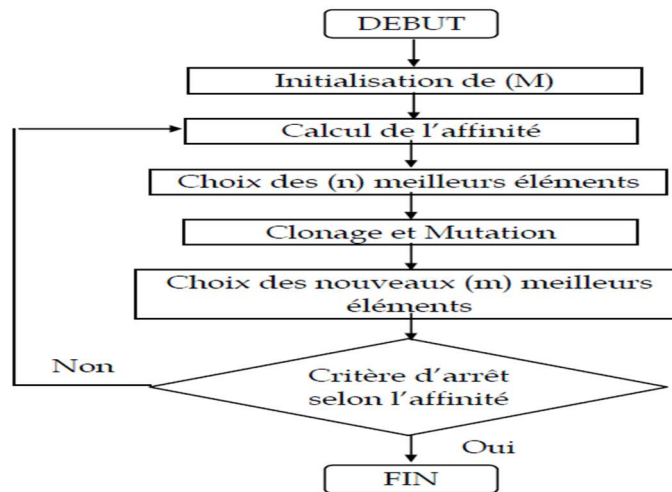 DEBUT
Initialisation de (M)
Calcul de l'affinité
Choix des (n) meilleurs éléments
Clonage et Mutation
Choix des nouveaux (m) meilleurs
éléments
Non
Critère d'arrêt
selon l'affinité
Oui
FIN